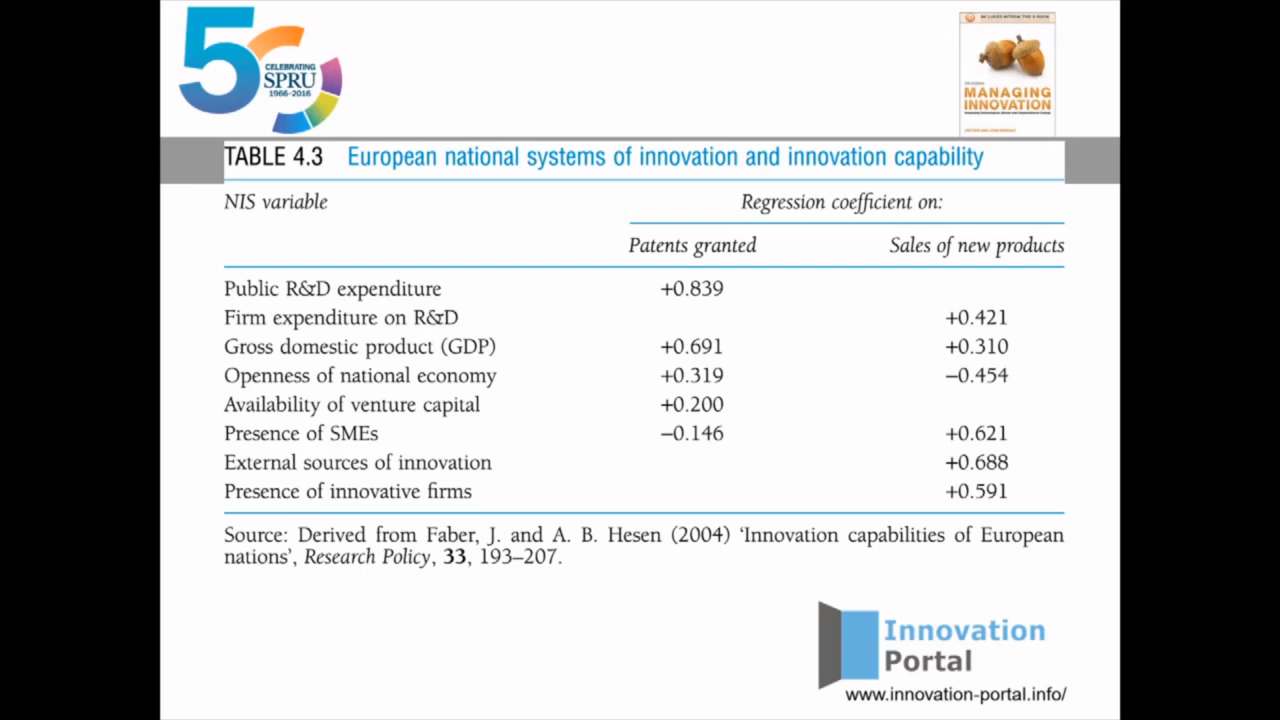 50
CELEBRATING
SPRU
1966-2016
MANAGING
INNOVATION
TABLE 4.3 European national systems of innovation and innovation capability
NIS variable Regression coefficient on:
Patents granted Sales of new products
Public R&D expenditure +0.839
Firm expenditure on R&D +0.421
Gross domestic product (GDP) +0.691 +0.310
Openness of national economy +0.319 −0.454
Availability of venture capital +0.200
Presence of SMEs −0.146 +0.621
External sources of innovation +0.688
Presence of innovative firms +0.591
Source: Derived from Faber, J. and A. B. Hesen (2004) ‘Innovation capabilities of European
nations’, Research Policy, 33, 193–207.
Innovation
Portal
www.innovation-portal.info/